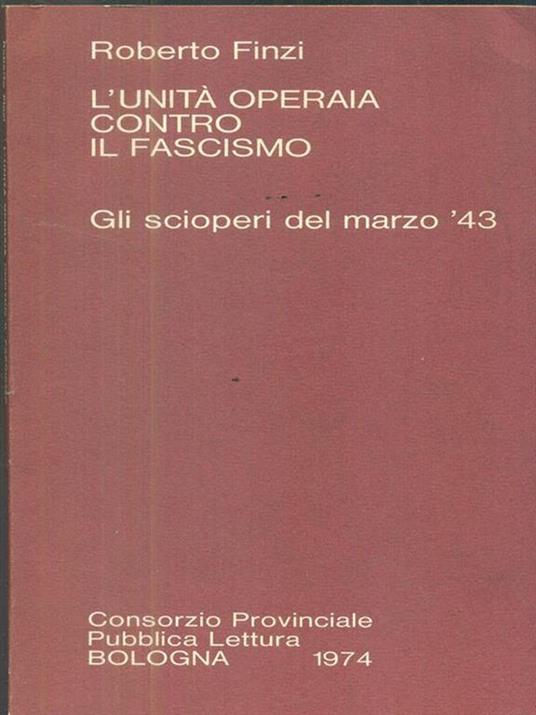 Roberto Finzi
L'UNITÀ OPERAIA
CONTRO
IL FASCISMO
Gli scioperi del marzo '43
Consorzio Provinciale
Pubblica Lettura
BOLOGNA 1974